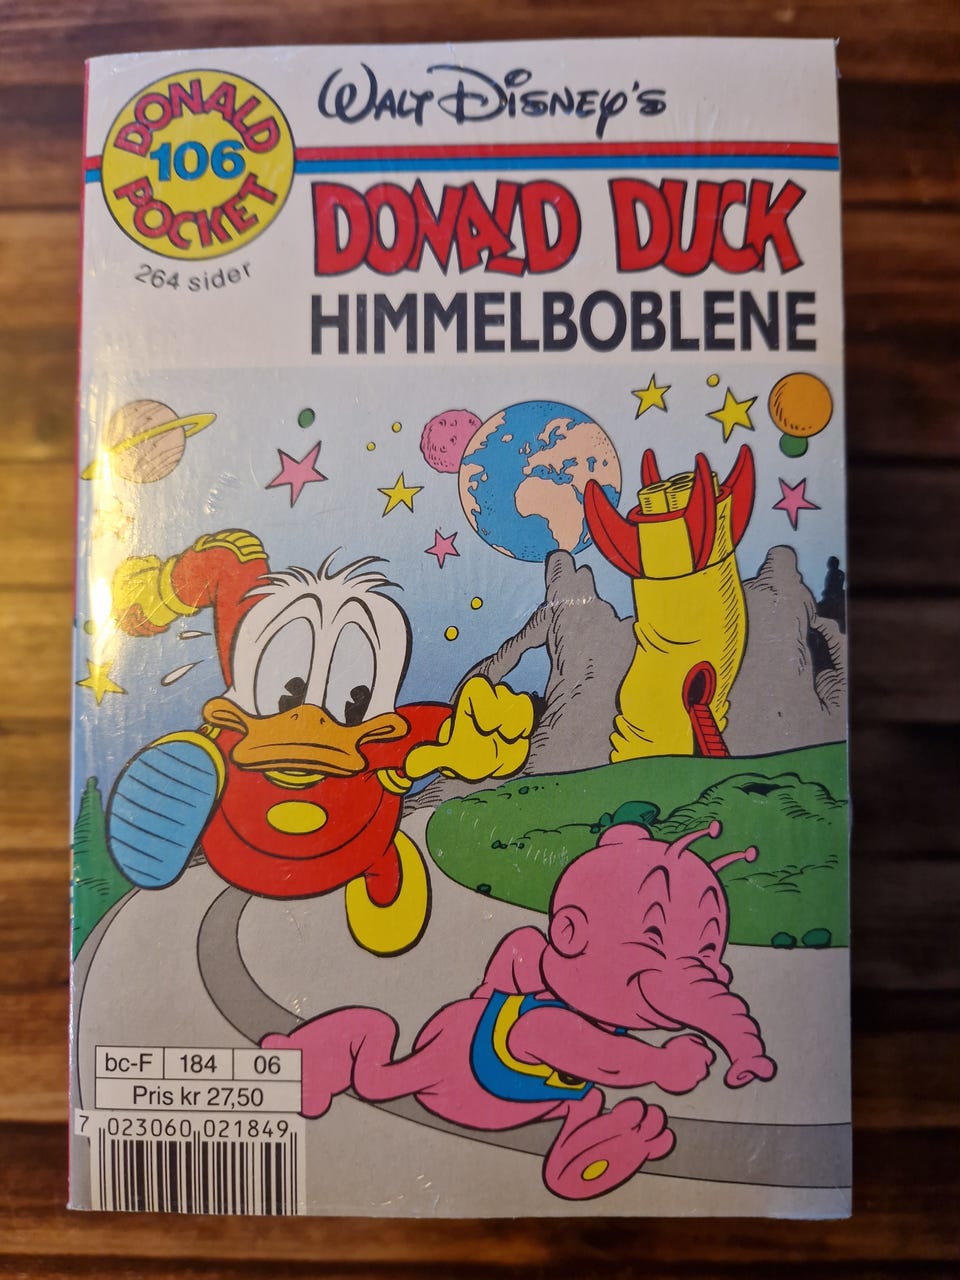 DONALD
106
POCKET
264 sider
WALT DISNEY'S
DONALD DUCK
HIMMELBOBLENE
bc-F 184 06
Pris kr 27,50
7 023060 021849